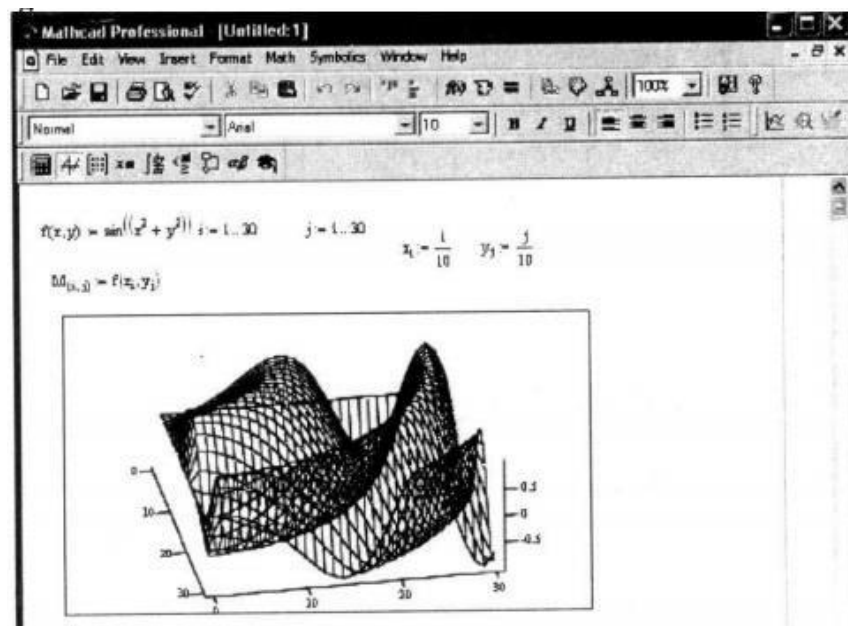 Mathcad Professional [Untitled:1]
File Edit View Insert Format Math Symbolics Window Help
100%
Normal Arial 10 B I U
f(x,y) := sin((x²+y²)) i := 1..30 j := 1..30 xᵢ := i/10 yⱼ := j/10
M(i,j) := f(xᵢ,yⱼ)
0
10
20
30
0 10 20 30
0.5
0
-0.5